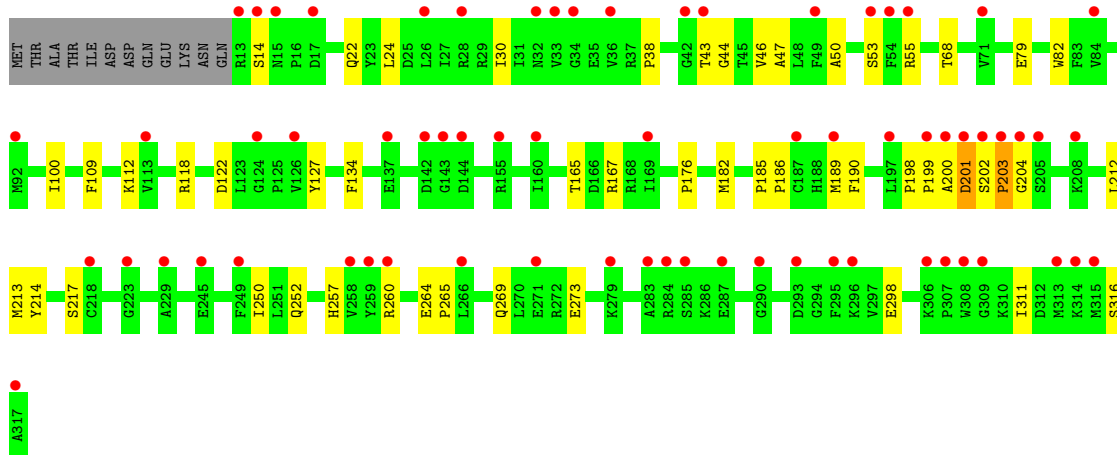 MET THR ALA THR ILE ASP ASP GLN GLU LYS ASN GLN R13 S14 N15 P16 D17 Q22 Y23 L24 D25 L26 I27 R28 R29 I30 I31 N32 V33 G34 E35 V36 R37 P38 G42 T43 G44 T45 V46 A47 L48 F49 A50 S53 F54 R55 T68 V71 E79 W82 F83 V84
M92 I100 F109 K112 V113 R118 D122 L123 G124 P125 V126 Y127 F134 E137 D142 G143 D144 R155 I160 T165 D166 R167 R168 I169 P176 M182 P185 P186 C187 H188 M189 F190 L197 P198 P199 A200 D201 S202 P203 G204 S205 K208 L212
M213 Y214 S217 C218 G223 A229 E245 F249 I250 L251 Q252 H257 V258 Y259 R260 E264 P265 L266 Q269 L270 E271 R272 E273 K279 A283 R284 S285 K286 E287 G290 D293 G294 F295 K296 V297 E298 K306 P307 W308 G309 K310 I311 D312 M313 K314 M315 S316
A317